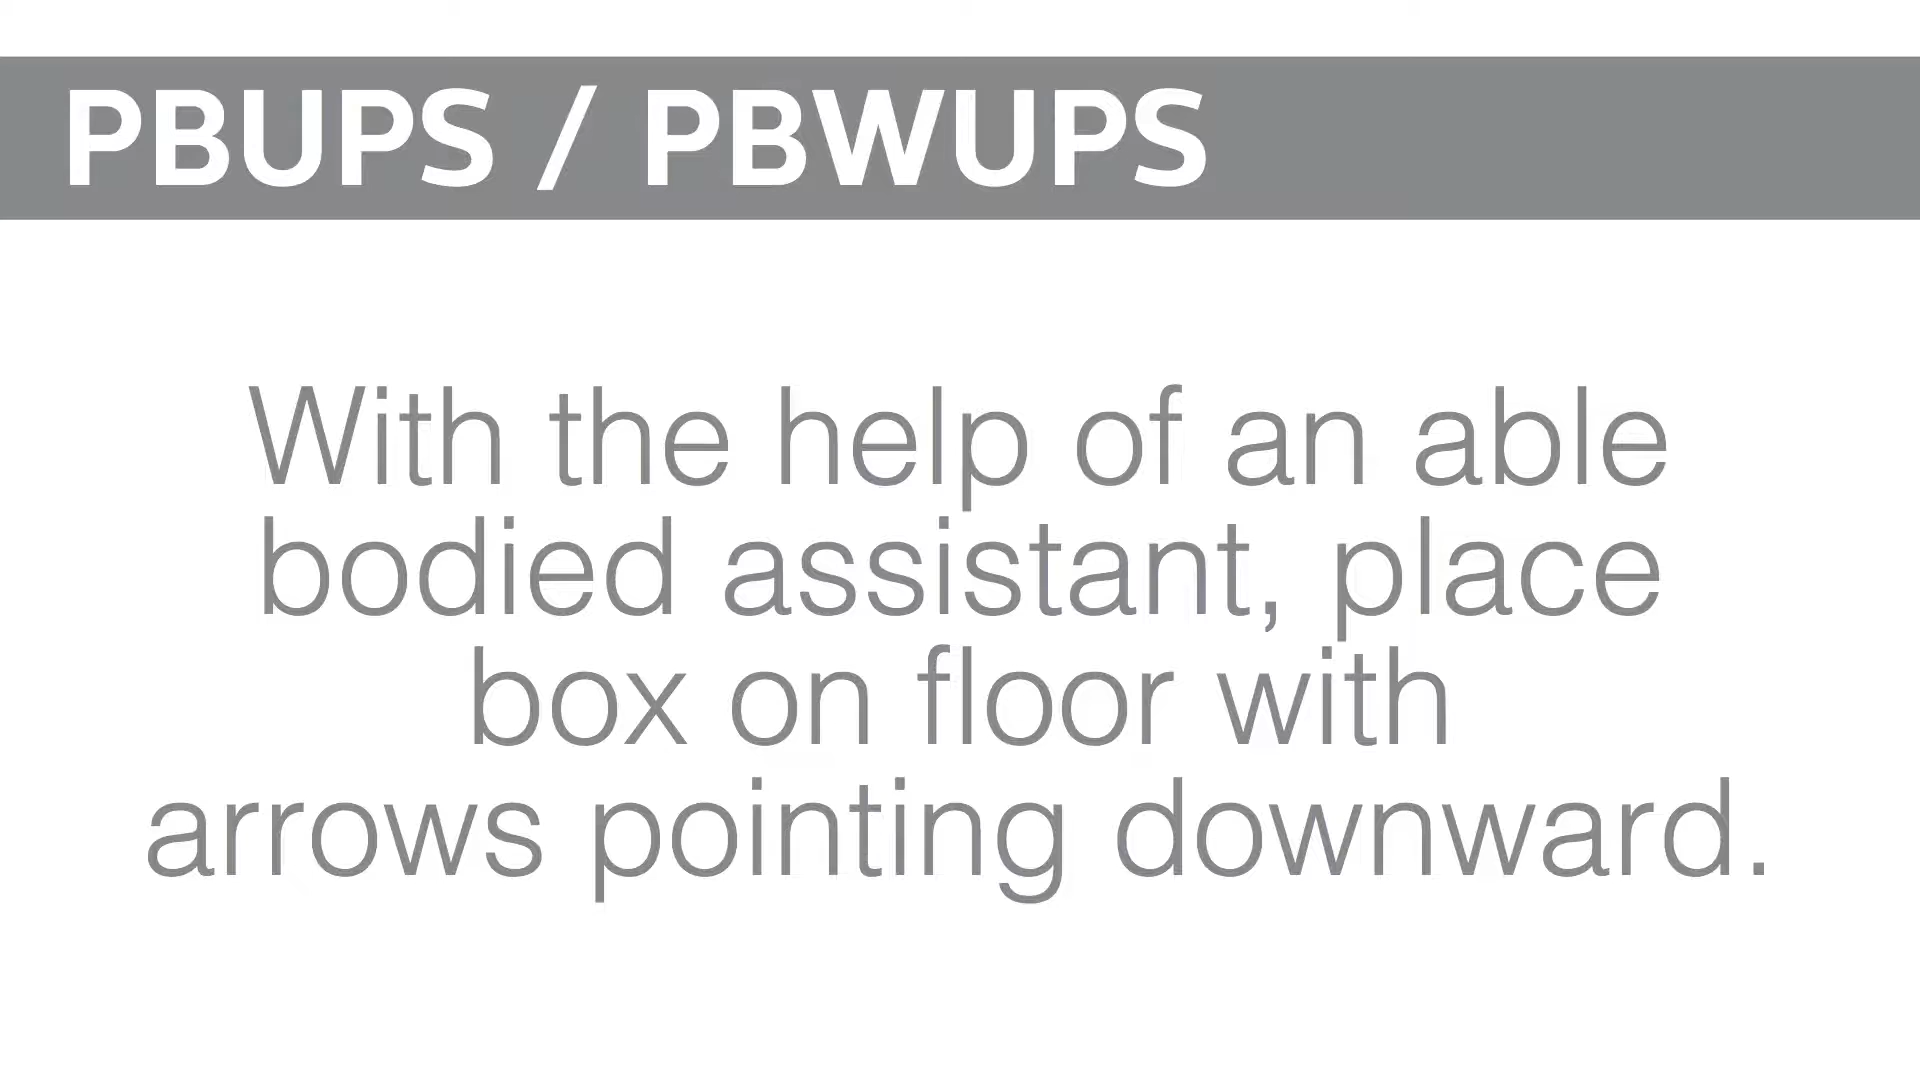 PBUPS / PBWUPS
With the help of an able
bodied assistant, place
box on floor with
arrows pointing downward.